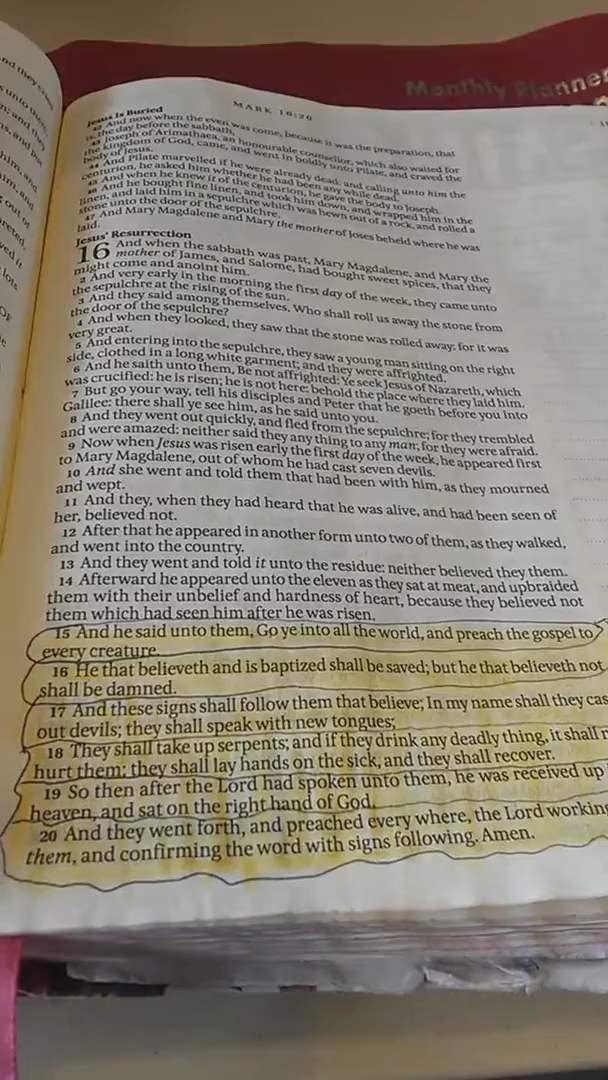 Monthly Planner
MARK 16:20
Jesus Is Buried
42 And now when the even was come, because it was the preparation, that
is, the day before the sabbath,
43 Joseph of Arimathaea, an honourable counsellor, which also waited for
the kingdom of God, came, and went in boldly unto Pilate, and craved the
body of Jesus.
44 And Pilate marvelled if he were already dead: and calling unto him the
centurion, he asked him whether he had been any while dead.
45 And when he knew it of the centurion, he gave the body to Joseph.
46 And he bought fine linen, and took him down, and wrapped him in the
linen, and laid him in a sepulchre which was hewn out of a rock, and rolled a
stone unto the door of the sepulchre.
47 And Mary Magdalene and Mary the mother of Joses beheld where he was
laid.
Jesus' Resurrection
16 And when the sabbath was past, Mary Magdalene, and Mary the
mother of James, and Salome, had bought sweet spices, that they
might come and anoint him.
2 And very early in the morning the first day of the week, they came unto
the sepulchre at the rising of the sun.
3 And they said among themselves, Who shall roll us away the stone from
the door of the sepulchre?
4 And when they looked, they saw that the stone was rolled away: for it was
very great.
5 And entering into the sepulchre, they saw a young man sitting on the right
side, clothed in a long white garment; and they were affrighted.
6 And he saith unto them, Be not affrighted: Ye seek Jesus of Nazareth, which
was crucified: he is risen; he is not here: behold the place where they laid him.
7 But go your way, tell his disciples and Peter that he goeth before you into
Galilee: there shall ye see him, as he said unto you.
8 And they went out quickly, and fled from the sepulchre; for they trembled
and were amazed: neither said they any thing to any man; for they were afraid.
9 Now when Jesus was risen early the first day of the week, he appeared first
to Mary Magdalene, out of whom he had cast seven devils.
10 And she went and told them that had been with him, as they mourned
and wept.
11 And they, when they had heard that he was alive, and had been seen of
her, believed not.
12 After that he appeared in another form unto two of them, as they walked,
and went into the country.
13 And they went and told it unto the residue: neither believed they them.
14 Afterward he appeared unto the eleven as they sat at meat, and upbraided
them with their unbelief and hardness of heart, because they believed not
them which had seen him after he was risen.
15 And he said unto them, Go ye into all the world, and preach the gospel to
every creature.
16 He that believeth and is baptized shall be saved; but he that believeth not
shall be damned.
17 And these signs shall follow them that believe; In my name shall they cas
out devils; they shall speak with new tongues;
18 They shall take up serpents; and if they drink any deadly thing, it shall
hurt them; they shall lay hands on the sick, and they shall recover.
19 So then after the Lord had spoken unto them, he was received up
heaven, and sat on the right hand of God.
20 And they went forth, and preached every where, the Lord working
them, and confirming the word with signs following. Amen.